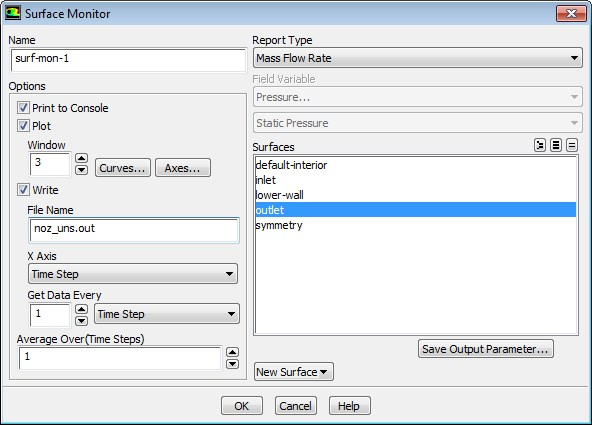 Surface Monitor
Name
surf-mon-1
Options
Print to Console
Plot
Window
3
Curves...
Axes...
Write
File Name
noz_uns.out
X Axis
Time Step
Get Data Every
1
Time Step
Average Over(Time Steps)
1
Report Type
Mass Flow Rate
Field Variable
Pressure...
Static Pressure
Surfaces
default-interior
inlet
lower-wall
outlet
symmetry
Save Output Parameter...
New Surface
OK
Cancel
Help